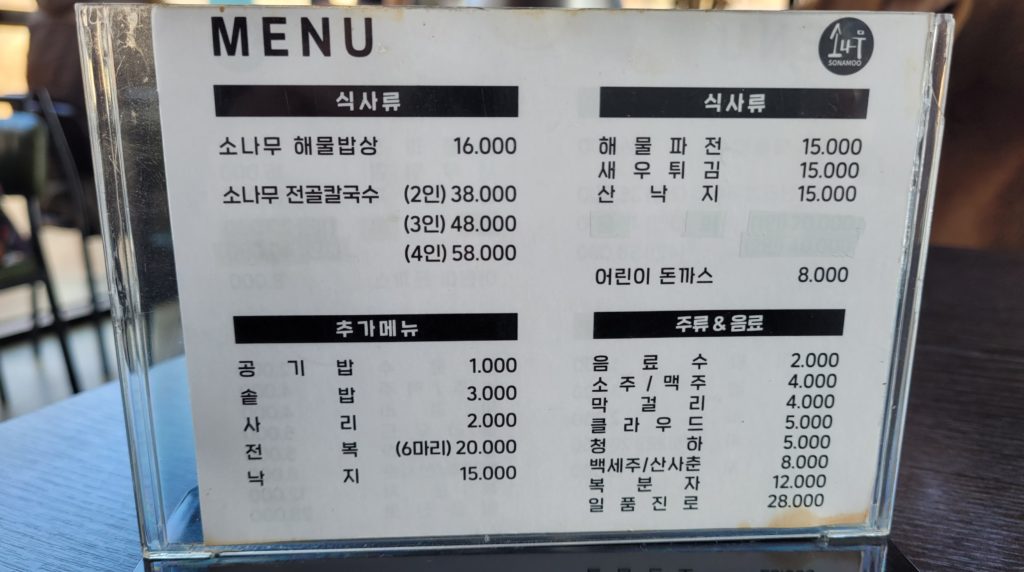 MENU
소나무
SONAMOO
식사류
소나무 해물밥상 16.000
소나무 전골칼국수 (2인) 38.000
(3인) 48.000
(4인) 58.000
추가메뉴
공기밥 1.000
솥밥 3.000
사리 2.000
전복 (6마리) 20.000
낙지 15.000
식사류
해물파전 15.000
새우튀김 15.000
산낙지 15.000
어린이 돈까스 8.000
주류&음료
음료수 2.000
소주/맥주 4.000
막걸리 4.000
클라우드 5.000
청하 5.000
백세주/산사춘 8.000
복분자 12.000
일품진로 28.000